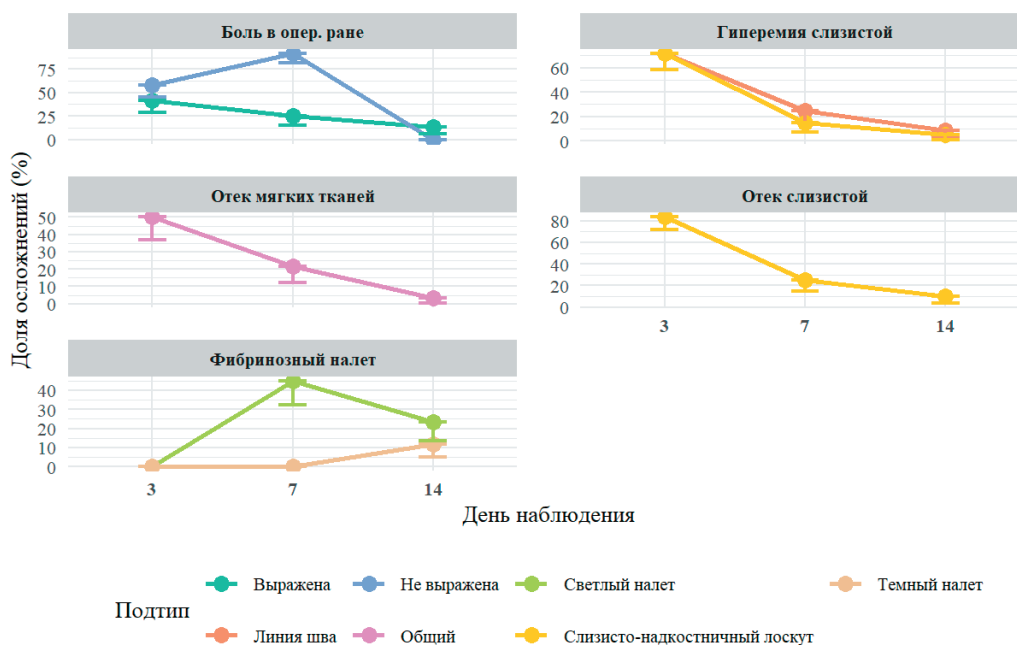 Боль в опер. ране
Гиперемия слизистой
75
50
25
0
60
40
20
0
Отек мягких тканей
Отек слизистой
50
40
30
20
10
0
80
60
40
20
0
3 7 14
Фибринозный налет
40
30
20
10
0
3 7 14
Доля осложнений (%)
День наблюдения
Подтип
Выражена Не выражена Светлый налет Темный налет
Линия шва Общий Слизисто-надкостничный лоскут